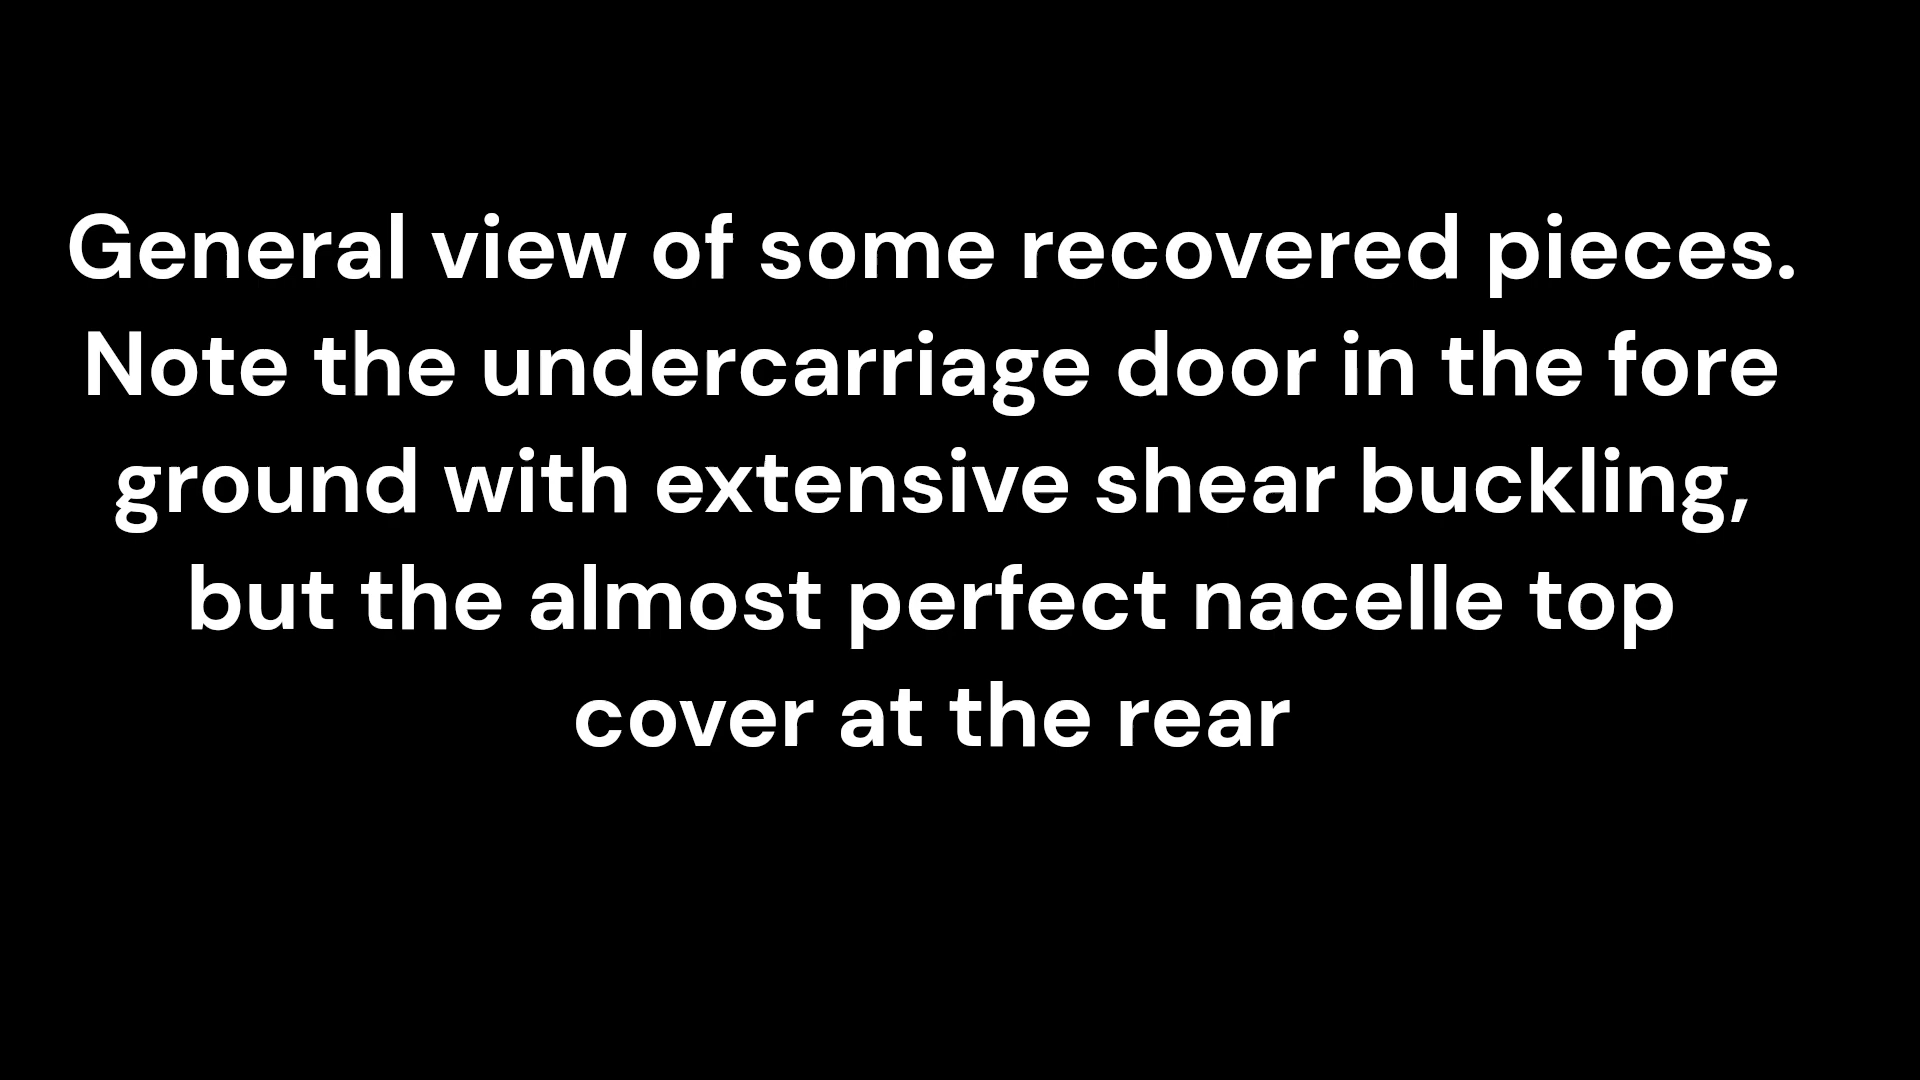 General view of some recovered pieces.
Note the undercarriage door in the fore
ground with extensive shear buckling,
but the almost perfect nacelle top
cover at the rear